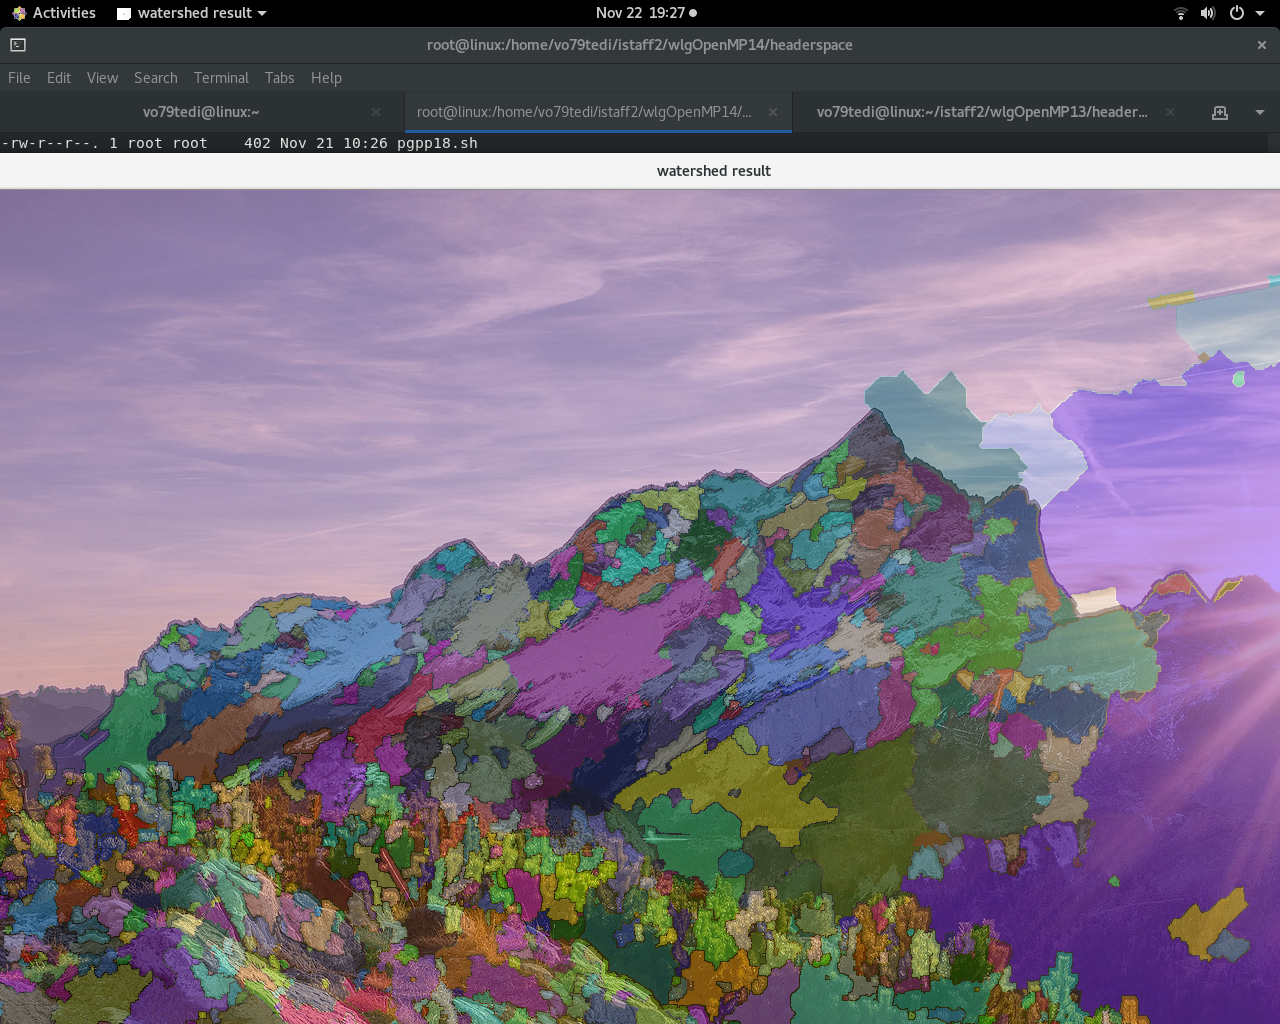 Activities watershed result Nov 22 19:27
root@linux:/home/vo79tedi/istaff2/wlgOpenMP14/headerspace
File Edit View Search Terminal Tabs Help
vo79tedi@linux:~ root@linux:/home/vo79tedi/istaff2/wlgOpenMP14/... vo79tedi@linux:~/istaff2/wlgOpenMP13/header...
-rw-r--r--. 1 root root 402 Nov 21 10:26 pgpp18.sh
watershed result